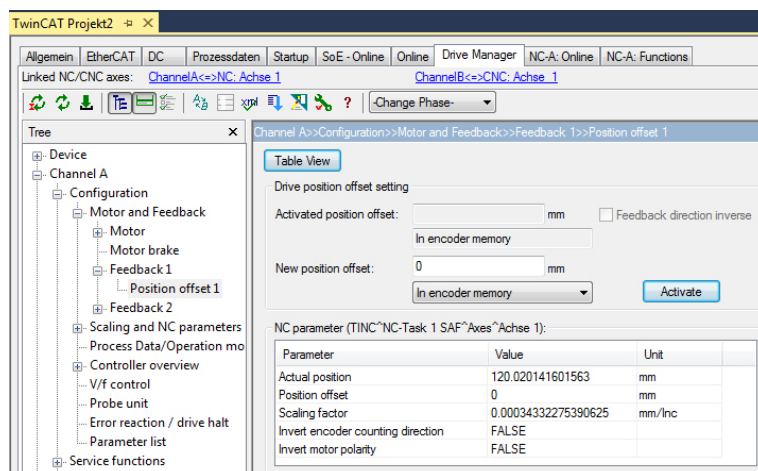 TwinCAT Projekt2
Allgemein EtherCAT DC Prozessdaten Startup SoE - Online Online Drive Manager NC-A: Online NC-A: Functions
Linked NC/CNC axes: ChannelA<=>NC: Achse 1 ChannelB<=>CNC: Achse_1
-Change Phase-
Tree
Channel A>>Configuration>>Motor and Feedback>>Feedback 1>>Position offset 1
Device
Channel A
Configuration
Motor and Feedback
Motor
Motor brake
Feedback 1
Position offset 1
Feedback 2
Scaling and NC parameters
Process Data/Operation mo
Controller overview
V/f control
Probe unit
Error reaction / drive halt
Parameter list
Service functions
Table View
Drive position offset setting
Activated position offset: mm Feedback direction inverse
In encoder memory
New position offset: 0 mm
In encoder memory Activate
NC parameter (TINC^NC-Task 1 SAF^Axes^Achse 1):
Parameter Value Unit
Actual position 120.020141601563 mm
Position offset 0 mm
Scaling factor 0.00034332275390625 mm/Inc
Invert encoder counting direction FALSE
Invert motor polarity FALSE